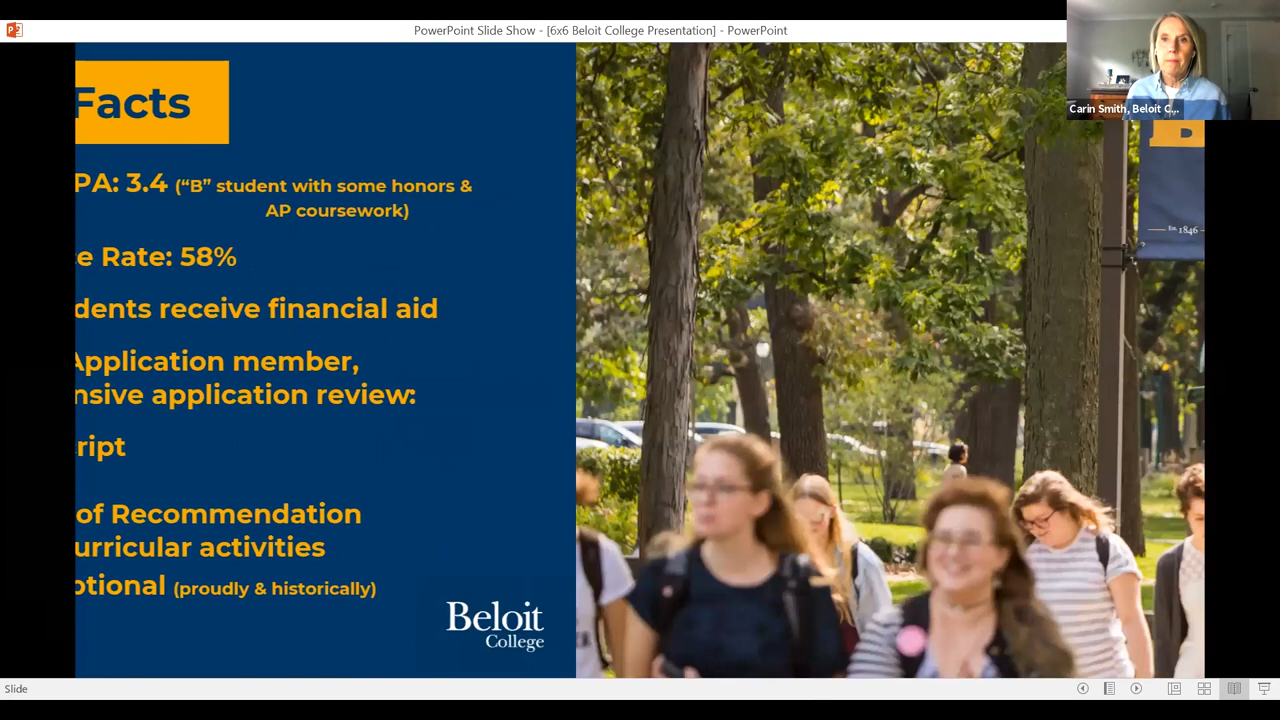 PowerPoint Slide Show - [6x6 Beloit College Presentation] - PowerPoint
Carin Smith, Beloit C...
Facts
PA: 3.4 (“B” student with some honors &
AP coursework)
e Rate: 58%
dents receive financial aid
Application member,
nsive application review:
ript
of Recommendation
urricular activities
ptional (proudly & historically)
Beloit
College
B
Est. 1846
Slide